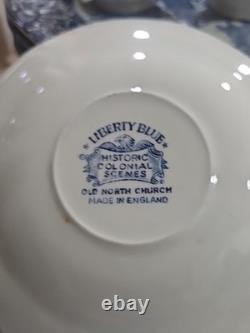 ★ LIBERTY BLUE ★
HISTORIC
COLONIAL
SCENES
OLD NORTH CHURCH
MADE IN ENGLAND